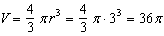 V = 4/3 πr³ = 4/3 π · 3³ = 36π